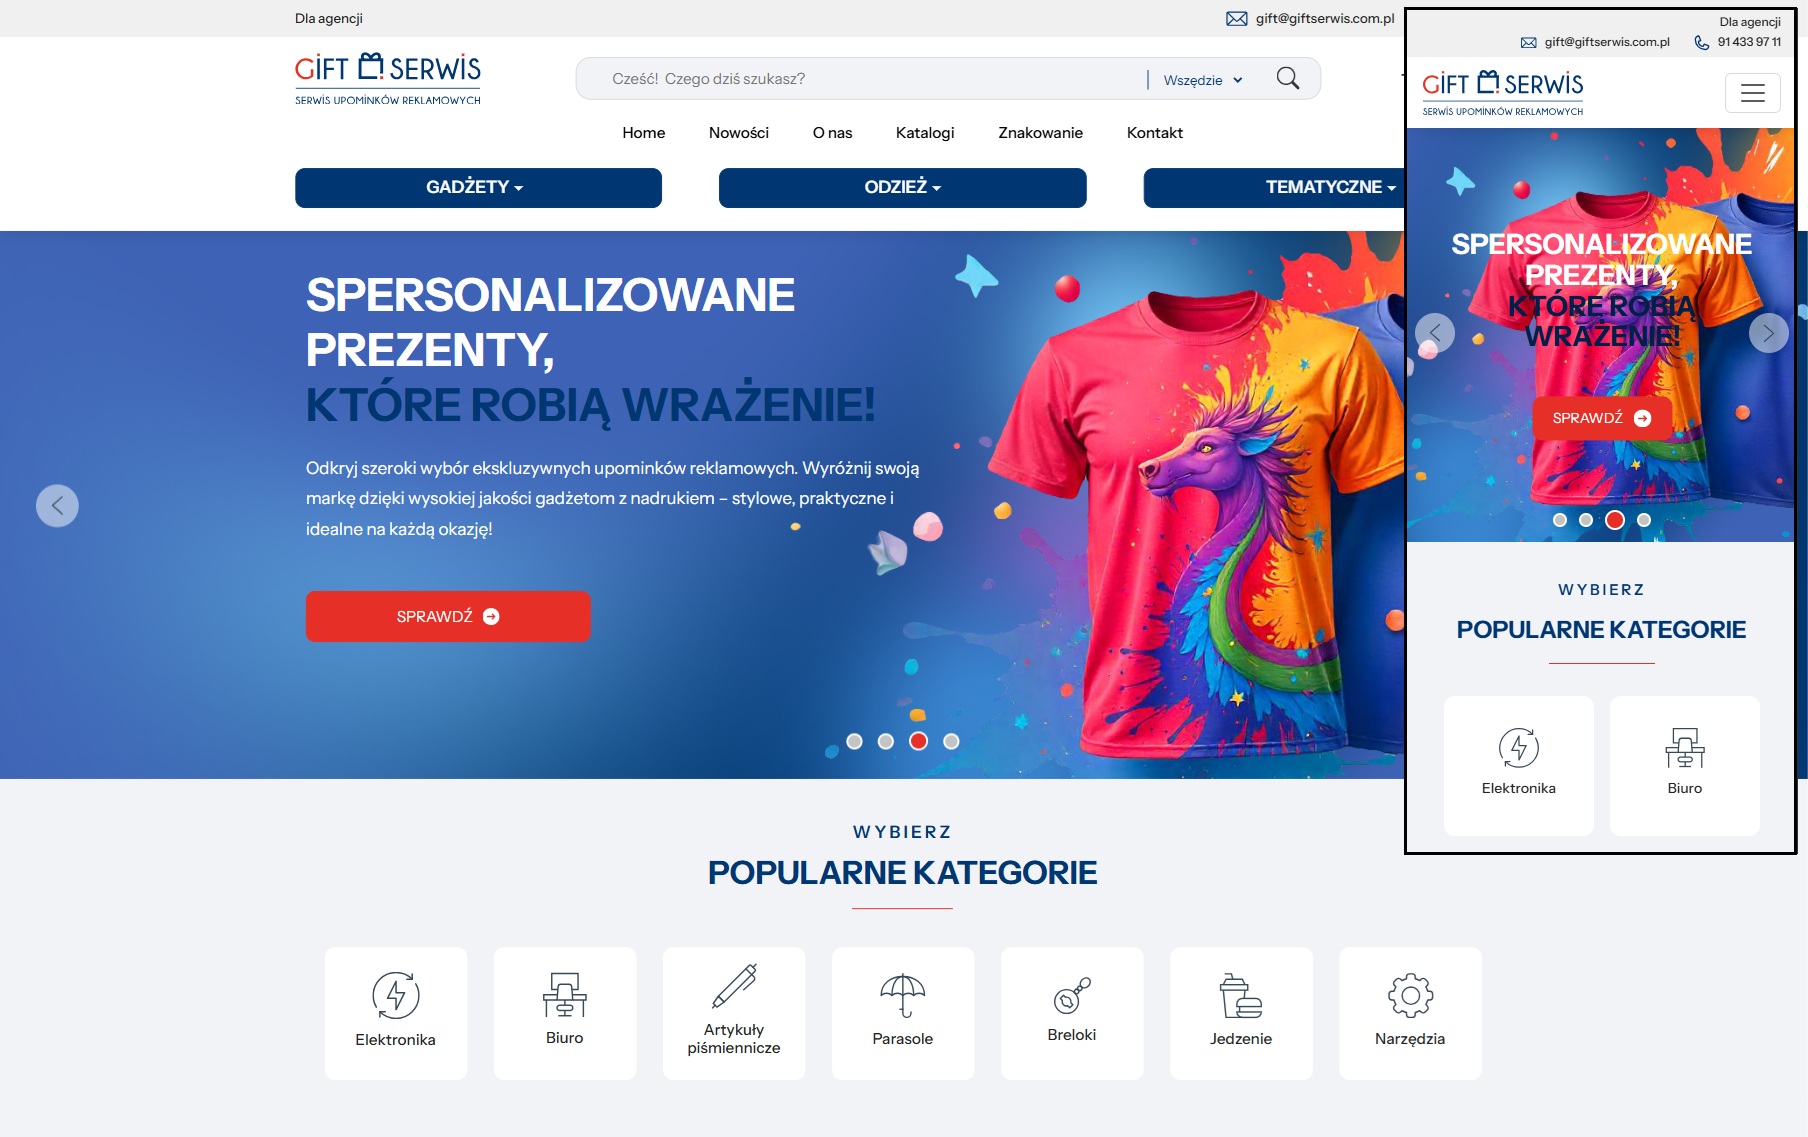 Dla agencji
gift@giftserwis.com.pl
GIFT SERWIS
SERWIS UPOMINKÓW REKLAMOWYCH
Cześć! Czego dziś szukasz?
Wszędzie
Home Nowości O nas Katalogi Znakowanie Kontakt
GADŻETY ODZIEŻ TEMATYCZNE
SPERSONALIZOWANE
PREZENTY,
KTÓRE ROBIĄ WRAŻENIE!
Odkryj szeroki wybór ekskluzywnych upominków reklamowych. Wyróżnij swoją
markę dzięki wysokiej jakości gadżetom z nadrukiem – stylowe, praktyczne i
idealne na każdą okazję!
SPRAWDŹ
WYBIERZ
POPULARNE KATEGORIE
Elektronika
Biuro
Artykuły
piśmiennicze
Parasole
Breloki
Jedzenie
Narzędzia
Dla agencji
gift@giftserwis.com.pl 91 433 97 11
GIFT SERWIS
SERWIS UPOMINKÓW REKLAMOWYCH
SPERSONALIZOWANE
PREZENTY,
KTÓRE ROBIĄ
WRAŻENIE!
SPRAWDŹ
WYBIERZ
POPULARNE KATEGORIE
Elektronika
Biuro